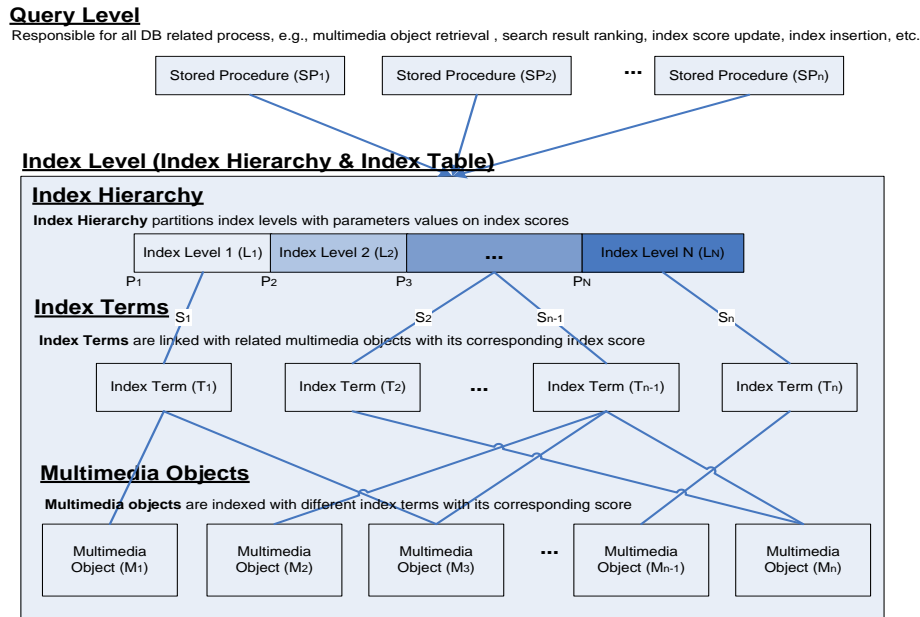 Query Level
Responsible for all DB related process, e.g., multimedia object retrieval , search result ranking, index score update, index insertion, etc.
Stored Procedure (SP1)
Stored Procedure (SP2)
...
Stored Procedure (SPn)
Index Level (Index Hierarchy & Index Table)
Index Hierarchy
Index Hierarchy partitions index levels with parameters values on index scores
Index Level 1 (L1)
Index Level 2 (L2)
...
Index Level N (LN)
P1
P2
P3
PN
Index Terms
S1
S2
Sn-1
Sn
Index Terms are linked with related multimedia objects with its corresponding index score
Index Term (T1)
Index Term (T2)
...
Index Term (Tn-1)
Index Term (Tn)
Multimedia Objects
Multimedia objects are indexed with different index terms with its corresponding score
Multimedia
Object (M1)
Multimedia
Object (M2)
Multimedia
Object (M3)
...
Multimedia
Object (Mn-1)
Multimedia
Object (Mn)